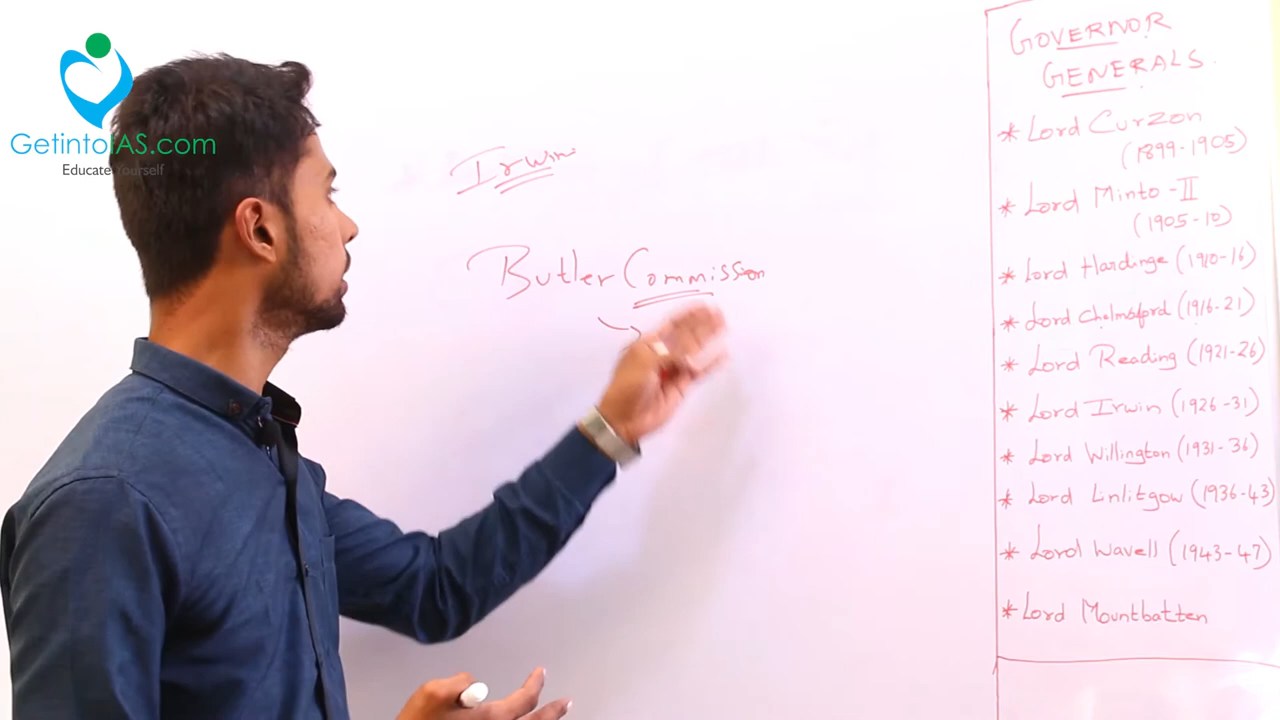 GetintoIAS.com
Educate Yourself
Irwin
Butler Commission
GOVERNOR
GENERALS.
* Lord Curzon
(1899-1905)
* Lord Minto-II
(1905-10)
* Lord Hardinge (1910-16)
* Lord Chelmsford (1916-21)
* Lord Reading (1921-26)
* Lord Irwin (1926-31)
* Lord Willington (1931-36)
* Lord Linlitgow (1936-43)
* Lord Wavell (1943-47)
* Lord Mountbatten